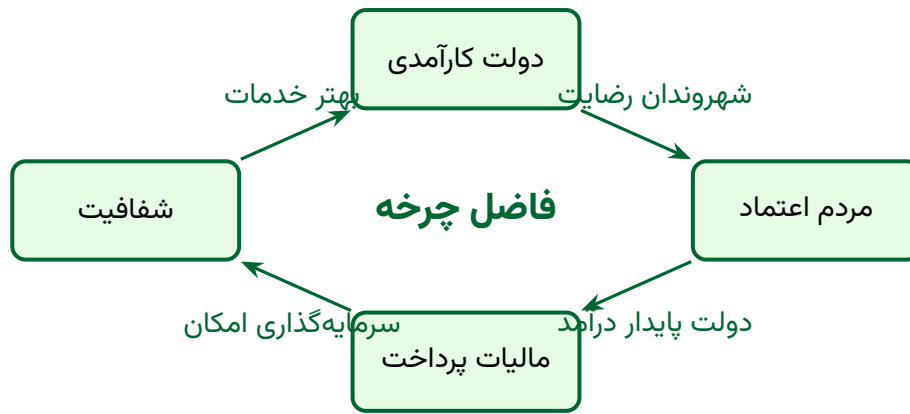 دولت کارآمدی
شهروندان رضایت
بهتر خدمات
مردم اعتماد
فاضل چرخه
شفافیت
دولت پایدار درآمد
سرمایه‌گذاری امکان
مالیات پرداخت